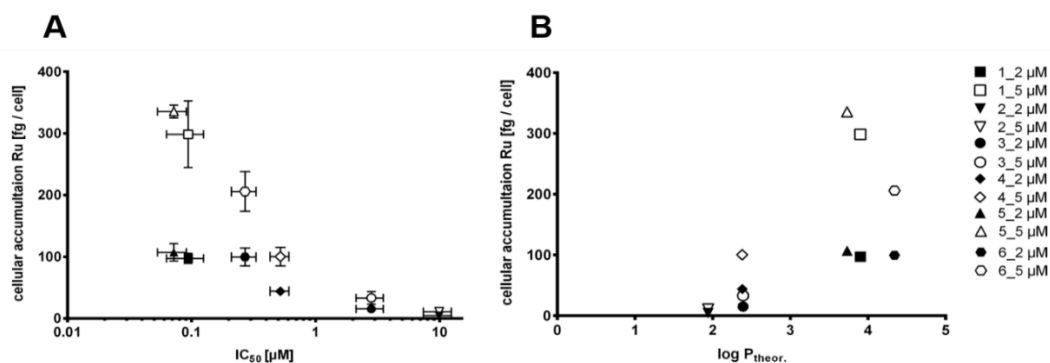 A
cellular accumultaion Ru [fg / cell]
400
300
200
100
0
0.01
0.1
1
10
IC50 [µM]
B
cellular accumultaion Ru [fg / cell]
400
300
200
100
0
0
1
2
3
4
5
log Ptheor.
1_2 µM
1_5 µM
2_2 µM
2_5 µM
3_2 µM
3_5 µM
4_2 µM
4_5 µM
5_2 µM
5_5 µM
6_2 µM
6_5 µM